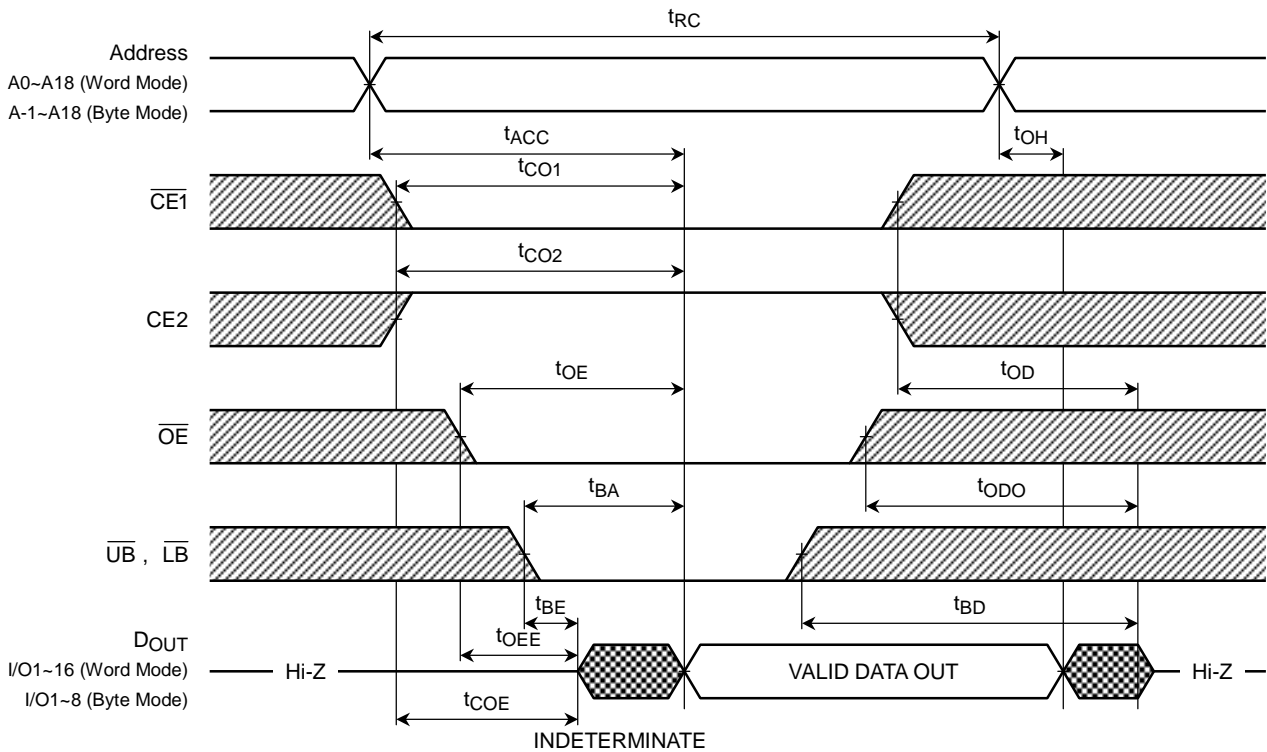 tRC
Address
A0~A18 (Word Mode)
A-1~A18 (Byte Mode)
tACC
tOH
tCO1
CE1
tCO2
CE2
tOE
tOD
OE
tBA
tODO
UB , LB
tBE
tBD
DOUT
tOEE
I/O1~16 (Word Mode)
Hi-Z
VALID DATA OUT
Hi-Z
I/O1~8 (Byte Mode)
tCOE
INDETERMINATE